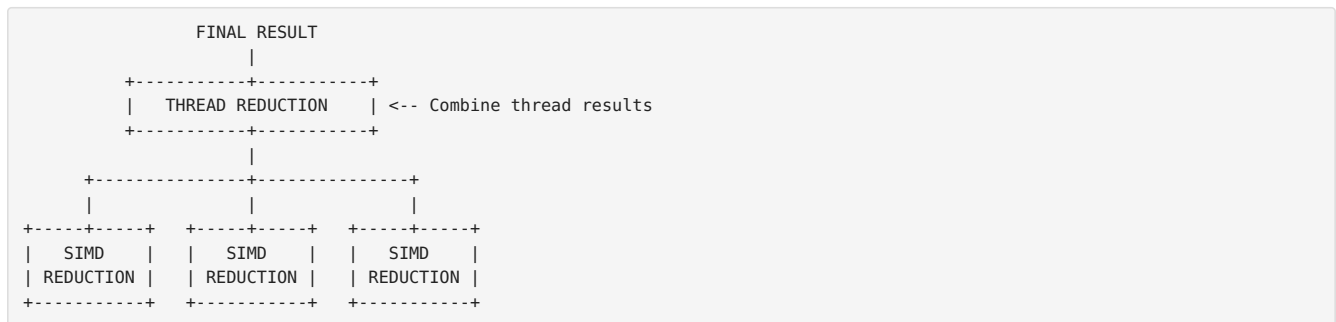 FINAL RESULT
|
+-----------+-----------+
|   THREAD REDUCTION    | <-- Combine thread results
+-----------+-----------+
|
+---------------+---------------+
|               |               |
+-----+-----+   +-----+-----+   +-----+-----+
|   SIMD    |   |   SIMD    |   |   SIMD    |
| REDUCTION |   | REDUCTION |   | REDUCTION |
+-----------+   +-----------+   +-----------+